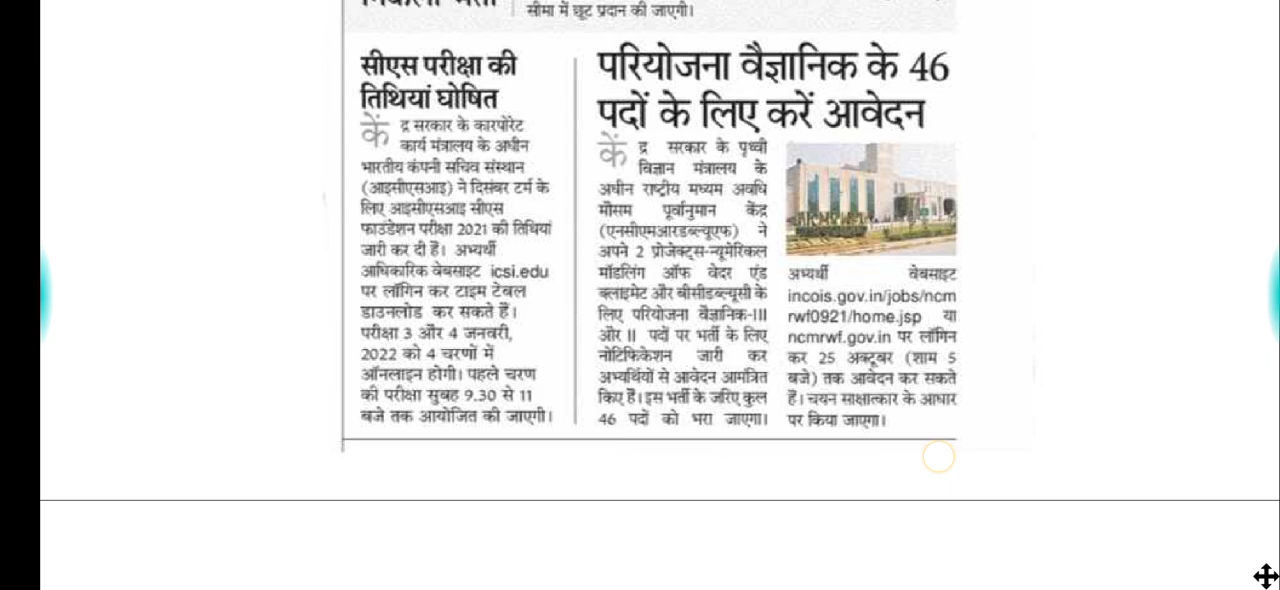 सीमा में छूट प्रदान की जाएगी।
सीएस परीक्षा की
तिथियां घोषित
केंद्र सरकार के कारपोरेट
कार्य मंत्रालय के अधीन
भारतीय कंपनी सचिव संस्थान
(आइसीएसआइ) ने दिसंबर टर्म के
लिए आइसीएसआइ सीएस
फाउंडेशन परीक्षा 2021 की तिथियां
जारी कर दी हैं। अभ्यर्थी
आधिकारिक वेबसाइट icsi.edu
पर लॉगिन कर टाइम टेबल
डाउनलोड कर सकते हैं।
परीक्षा 3 और 4 जनवरी,
2022 को 4 चरणों में
ऑनलाइन होगी। पहले चरण
की परीक्षा सुबह 9.30 से 11
बजे तक आयोजित की जाएगी।
परियोजना वैज्ञानिक के 46
पदों के लिए करें आवेदन
केंद्र सरकार के पृथ्वी
विज्ञान मंत्रालय के
अधीन राष्ट्रीय मध्यम अवधि
मौसम पूर्वानुमान केंद्र
(एनसीएमआरडब्ल्यूएफ) ने
अपने 2 प्रोजेक्ट्स-न्यूमेरिकल
मॉडलिंग ऑफ वेदर एंड
क्लाइमेट और बीसीडब्ल्यूसी के
लिए परियोजना वैज्ञानिक-III
और II पदों पर भर्ती के लिए
नोटिफिकेशन जारी कर
अभ्यर्थियों से आवेदन आमंत्रित
किए हैं। इस भर्ती के जरिए कुल
46 पदों को भरा जाएगा।
अभ्यर्थी वेबसाइट
incois.gov.in/jobs/ncm
rwf0921/home.jsp या
ncmrwf.gov.in पर लॉगिन
कर 25 अक्टूबर (शाम 5
बजे) तक आवेदन कर सकते
हैं। चयन साक्षात्कार के आधार
पर किया जाएगा।